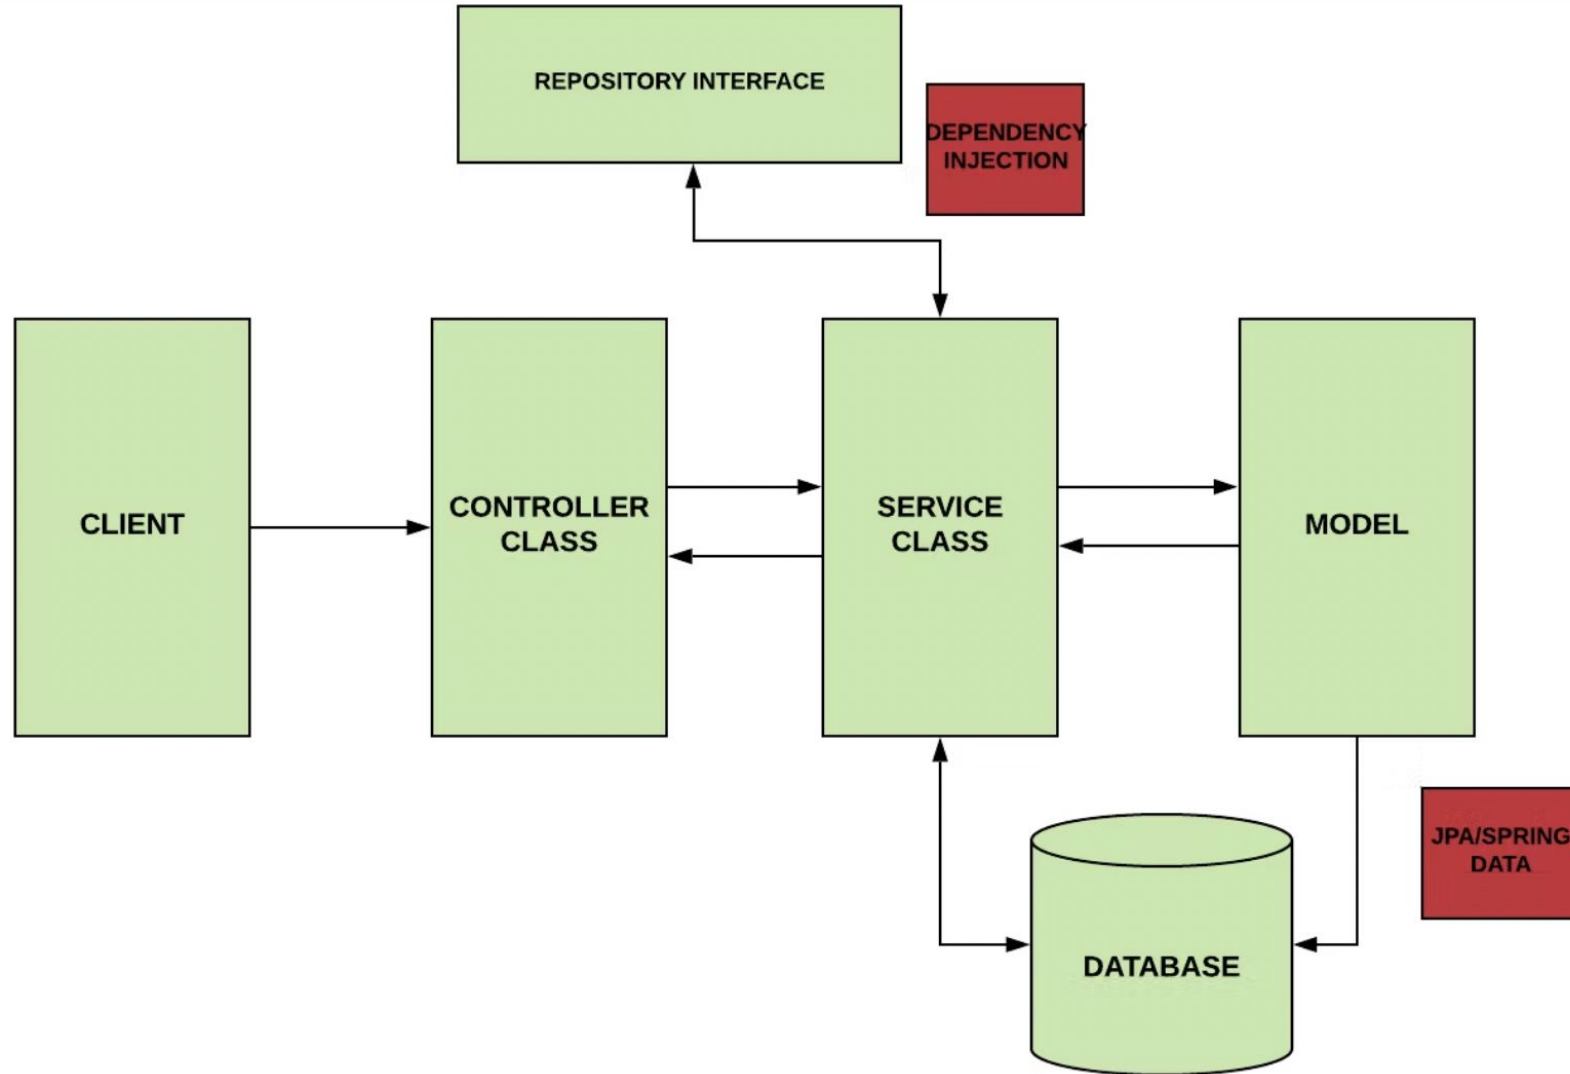 REPOSITORY INTERFACE
DEPENDENCY
INJECTION
CLIENT
CONTROLLER
CLASS
SERVICE
CLASS
MODEL
JPA/SPRING
DATA
DATABASE